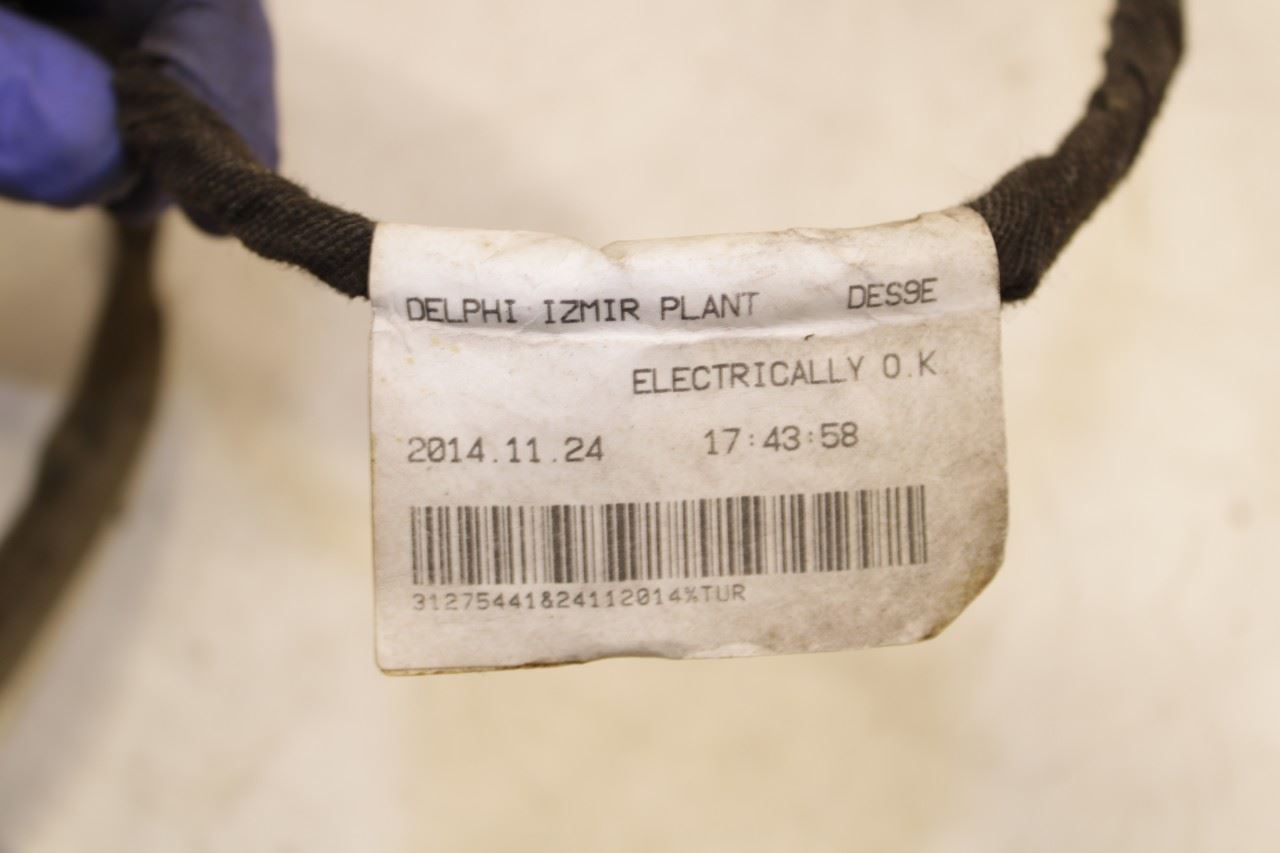 DELPHI IZMIR PLANT DES9E
ELECTRICALLY O.K.
2014.11.24 17:43:58
31275441&24112014%TUR